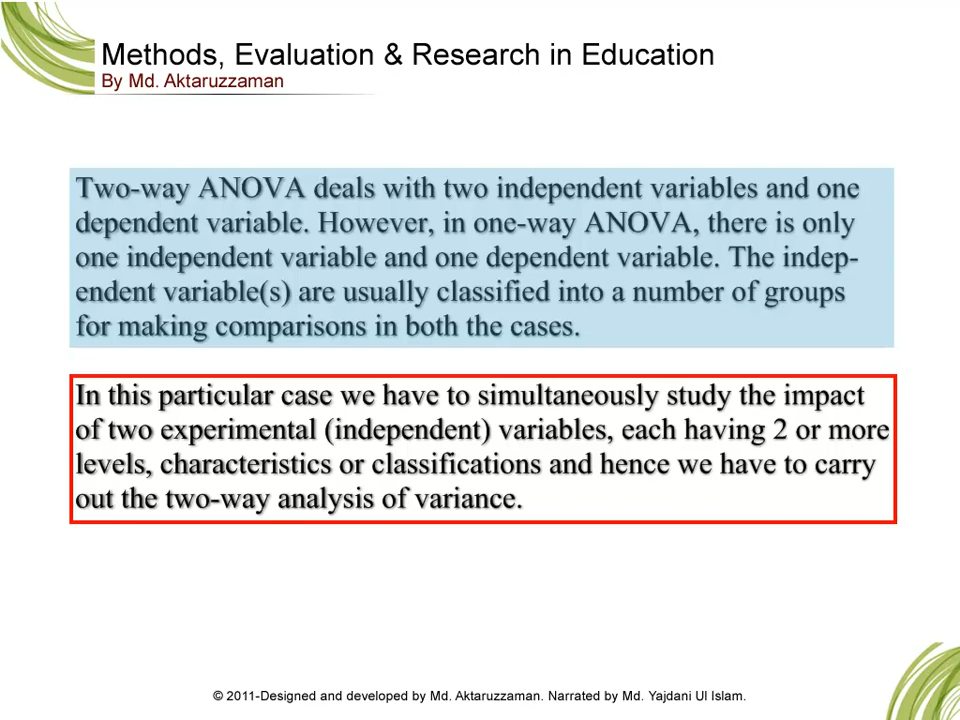 Methods, Evaluation & Research in Education
By Md. Aktaruzzaman
Two-way ANOVA deals with two independent variables and one
dependent variable. However, in one-way ANOVA, there is only
one independent variable and one dependent variable. The indep-
endent variable(s) are usually classified into a number of groups
for making comparisons in both the cases.
In this particular case we have to simultaneously study the impact
of two experimental (independent) variables, each having 2 or more
levels, characteristics or classifications and hence we have to carry
out the two-way analysis of variance.
© 2011-Designed and developed by Md. Aktaruzzaman. Narrated by Md. Yajdani Ul Islam.